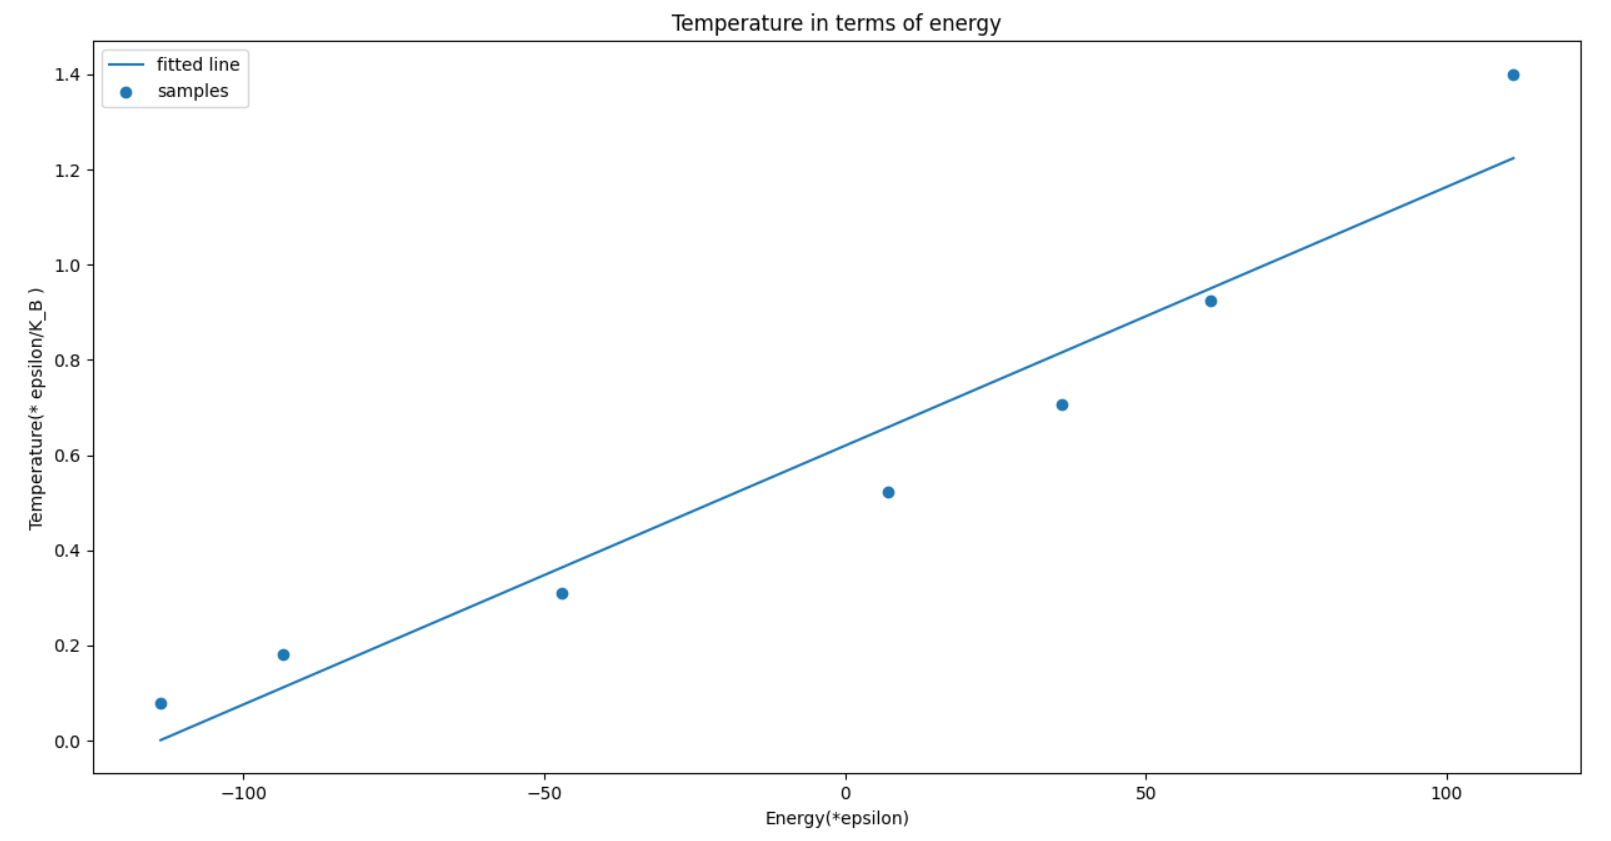 Temperature in terms of energy
fitted line
samples
1.4
1.2
1.0
0.8
0.6
0.4
0.2
0.0
Temperature(* epsilon/K_B )
−100
−50
0
50
100
Energy(*epsilon)